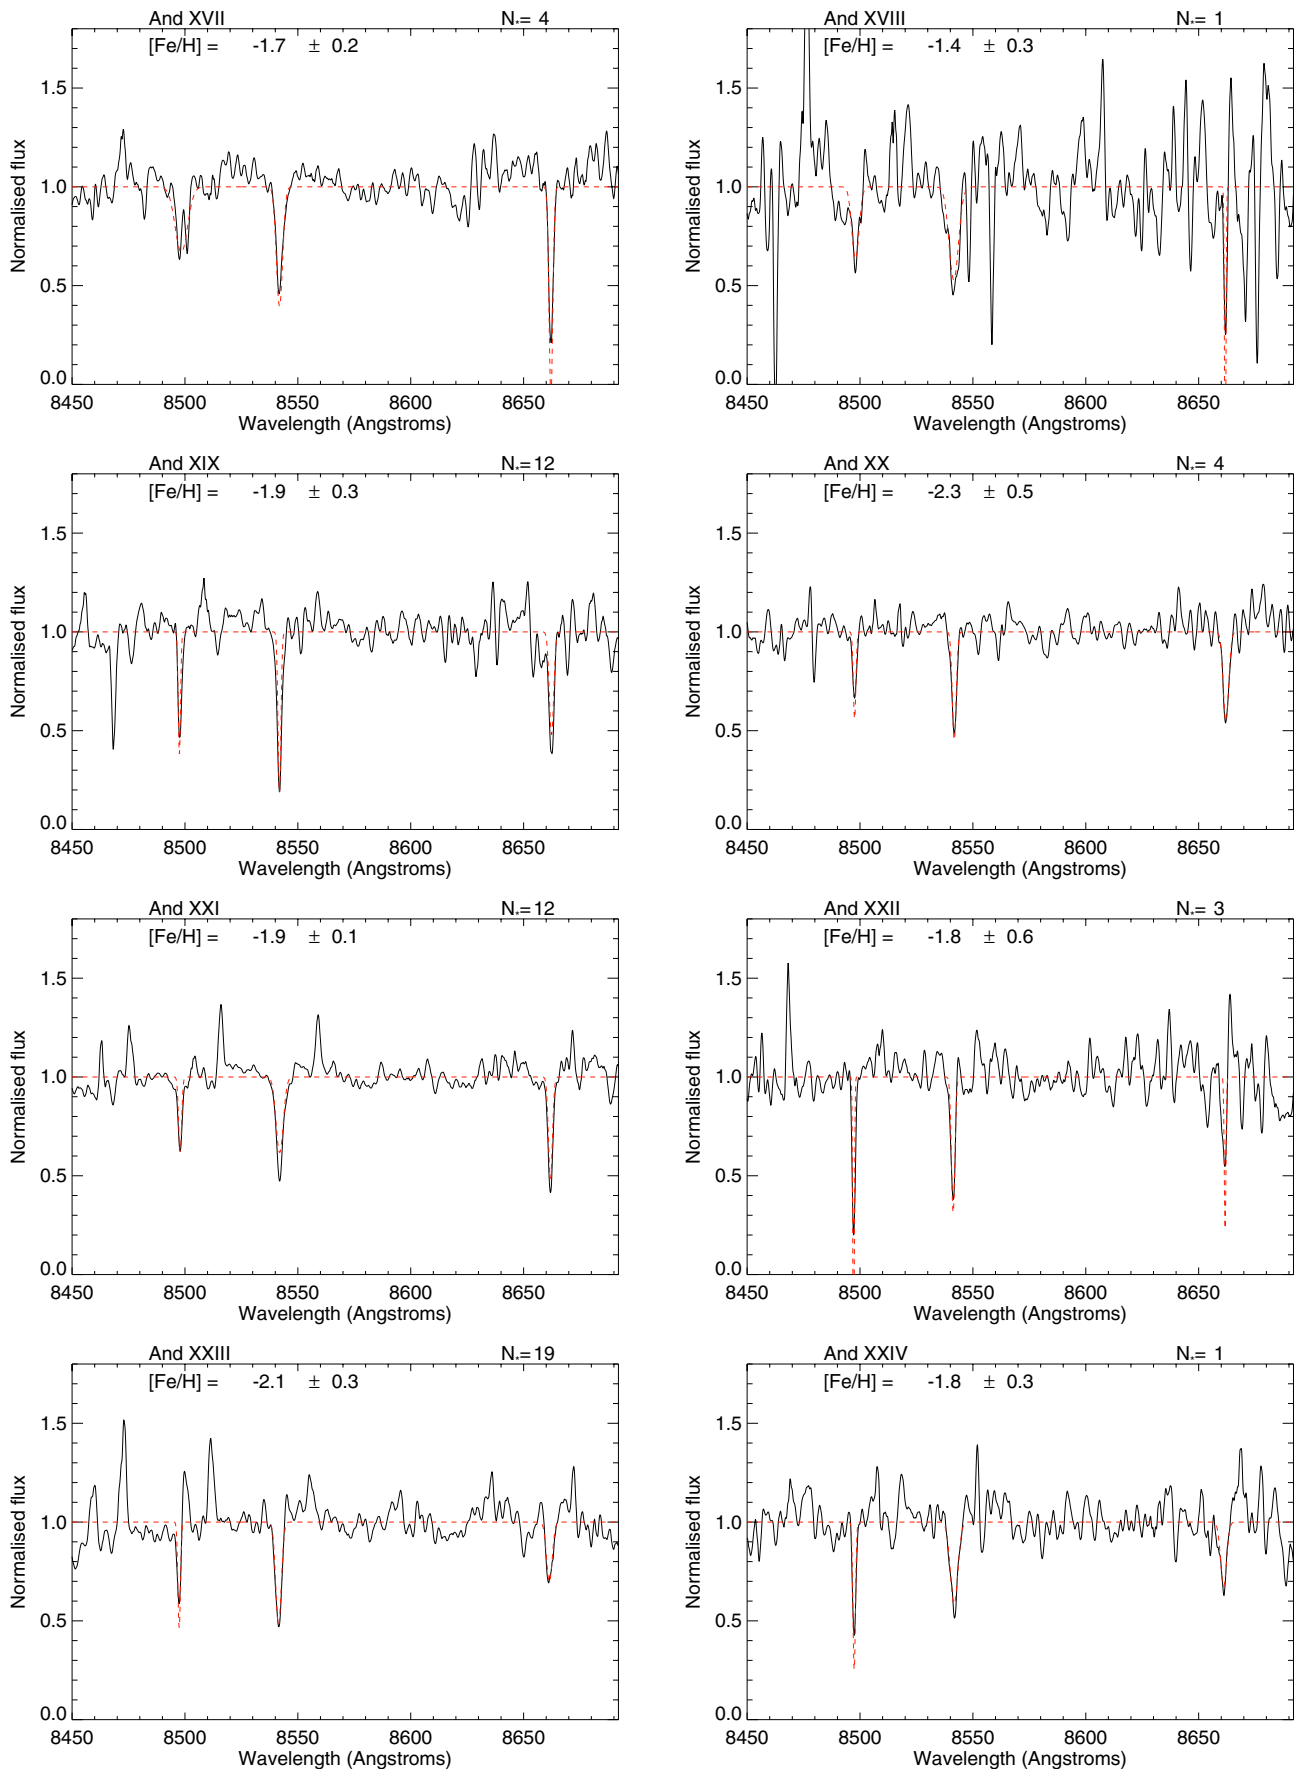 And XVII N*= 4
[Fe/H] = -1.7 ± 0.2
1.5
1.0
0.5
0.0
Normalised flux
8450 8500 8550 8600 8650
Wavelength (Angstroms)
And XVIII N*= 1
[Fe/H] = -1.4 ± 0.3
1.5
1.0
0.5
0.0
Normalised flux
8450 8500 8550 8600 8650
Wavelength (Angstroms)
And XIX N*=12
[Fe/H] = -1.9 ± 0.3
1.5
1.0
0.5
0.0
Normalised flux
8450 8500 8550 8600 8650
Wavelength (Angstroms)
And XX N*= 4
[Fe/H] = -2.3 ± 0.5
1.5
1.0
0.5
0.0
Normalised flux
8450 8500 8550 8600 8650
Wavelength (Angstroms)
And XXI N*=12
[Fe/H] = -1.9 ± 0.1
1.5
1.0
0.5
0.0
Normalised flux
8450 8500 8550 8600 8650
Wavelength (Angstroms)
And XXII N*= 3
[Fe/H] = -1.8 ± 0.6
1.5
1.0
0.5
0.0
Normalised flux
8450 8500 8550 8600 8650
Wavelength (Angstroms)
And XXIII N*=19
[Fe/H] = -2.1 ± 0.3
1.5
1.0
0.5
0.0
Normalised flux
8450 8500 8550 8600 8650
Wavelength (Angstroms)
And XXIV N*= 1
[Fe/H] = -1.8 ± 0.3
1.5
1.0
0.5
0.0
Normalised flux
8450 8500 8550 8600 8650
Wavelength (Angstroms)